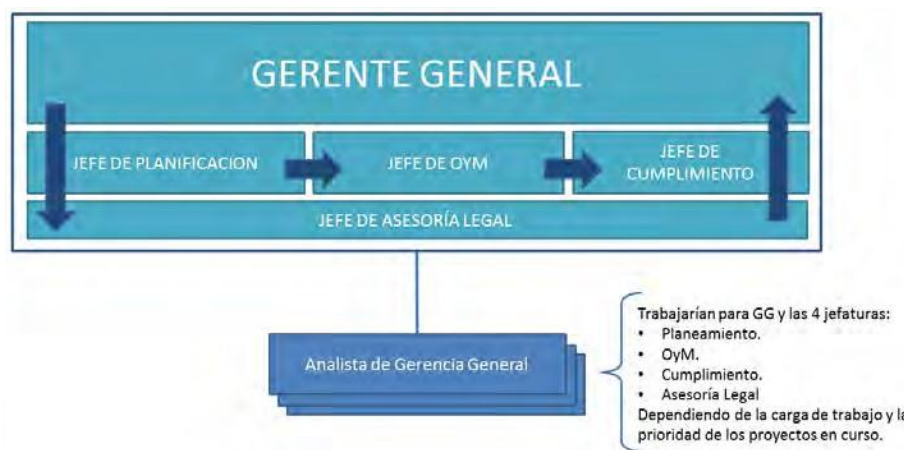 GERENTE GENERAL
JEFE DE PLANIFICACION
JEFE DE OYM
JEFE DE
CUMPLIMIENTO
JEFE DE ASESORÍA LEGAL
Analista de Gerencia General
Trabajarían para GG y las 4 jefaturas:
• Planeamiento.
• OyM.
• Cumplimiento.
• Asesoría Legal
Dependiendo de la carga de trabajo y la
prioridad de los proyectos en curso.